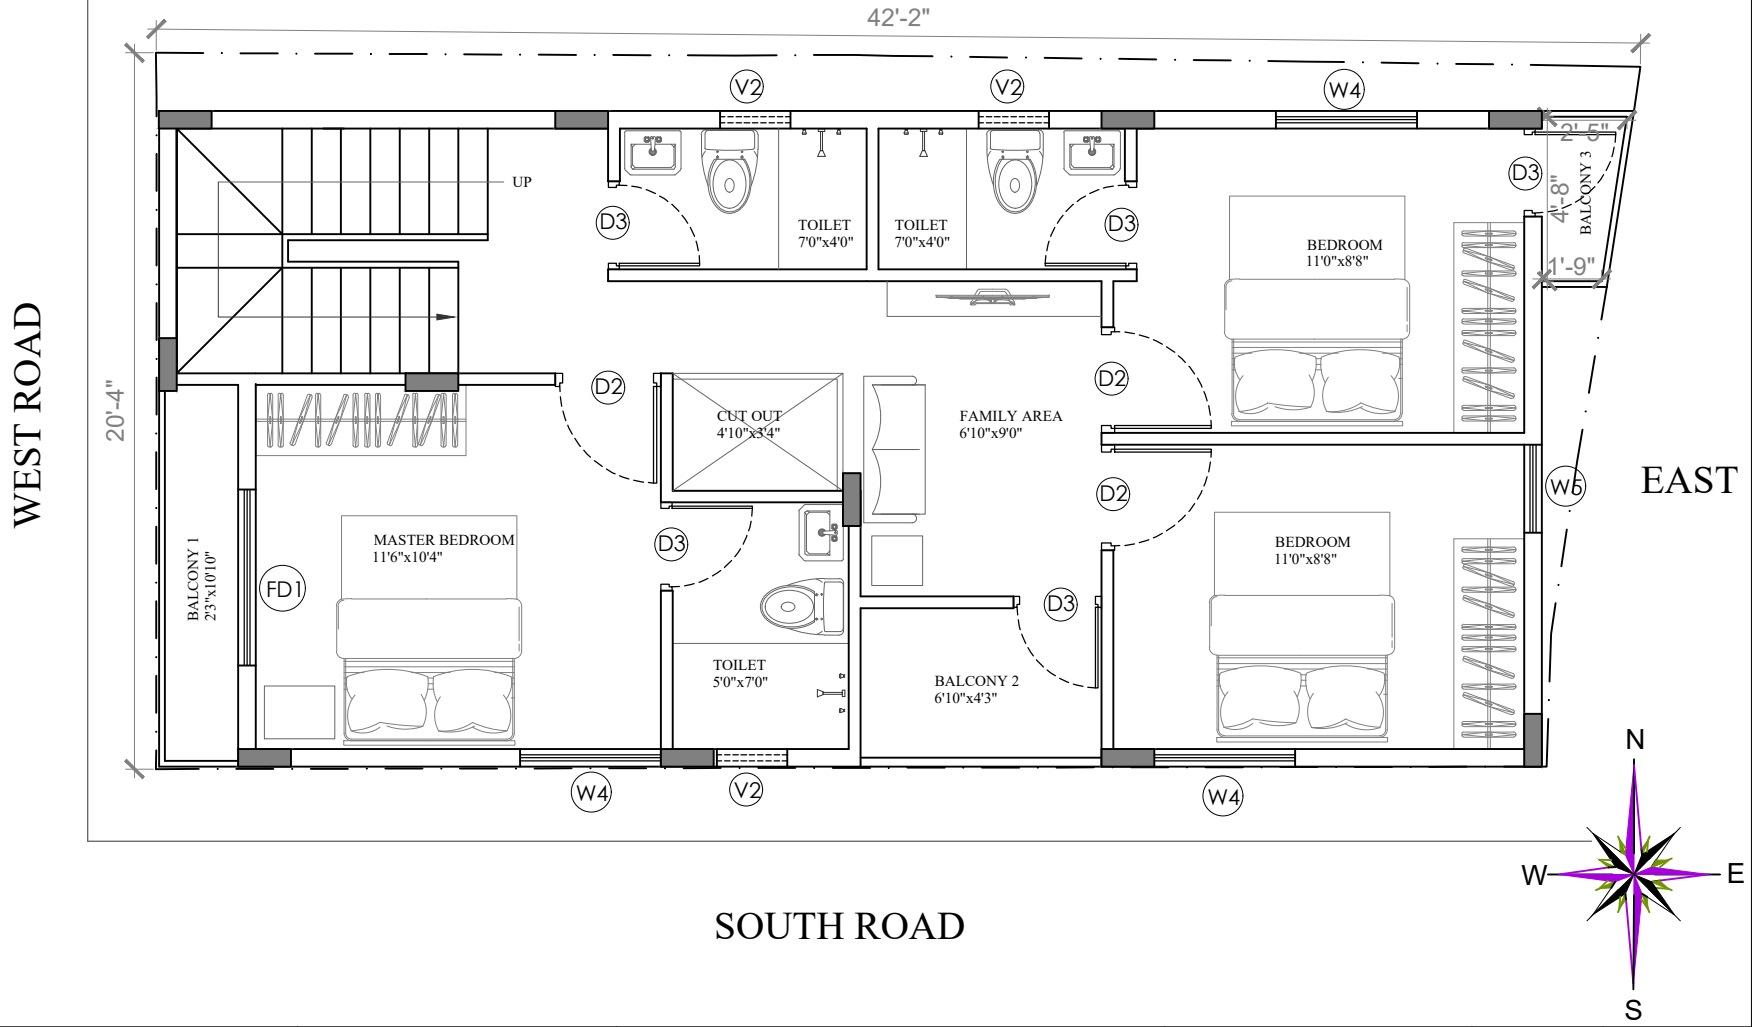 42'-2"
V2
V2
W4
2'-5"
UP
D3
TOILET
7'0"x4'0"
TOILET
7'0"x4'0"
D3
BEDROOM
11'0"x8'8"
D3
4'-8"
BALCONY 3
1'-9"
WEST ROAD
20'-4"
D2
CUT OUT
4'10"x3'4"
FAMILY AREA
6'10"x9'0"
D2
D2
W5
EAST
BALCONY 1
2'3"x10'10"
FD1
MASTER BEDROOM
11'6"x10'4"
D3
BEDROOM
11'0"x8'8"
D3
TOILET
5'0"x7'0"
BALCONY 2
6'10"x4'3"
W4
V2
W4
N
W
E
S
SOUTH ROAD